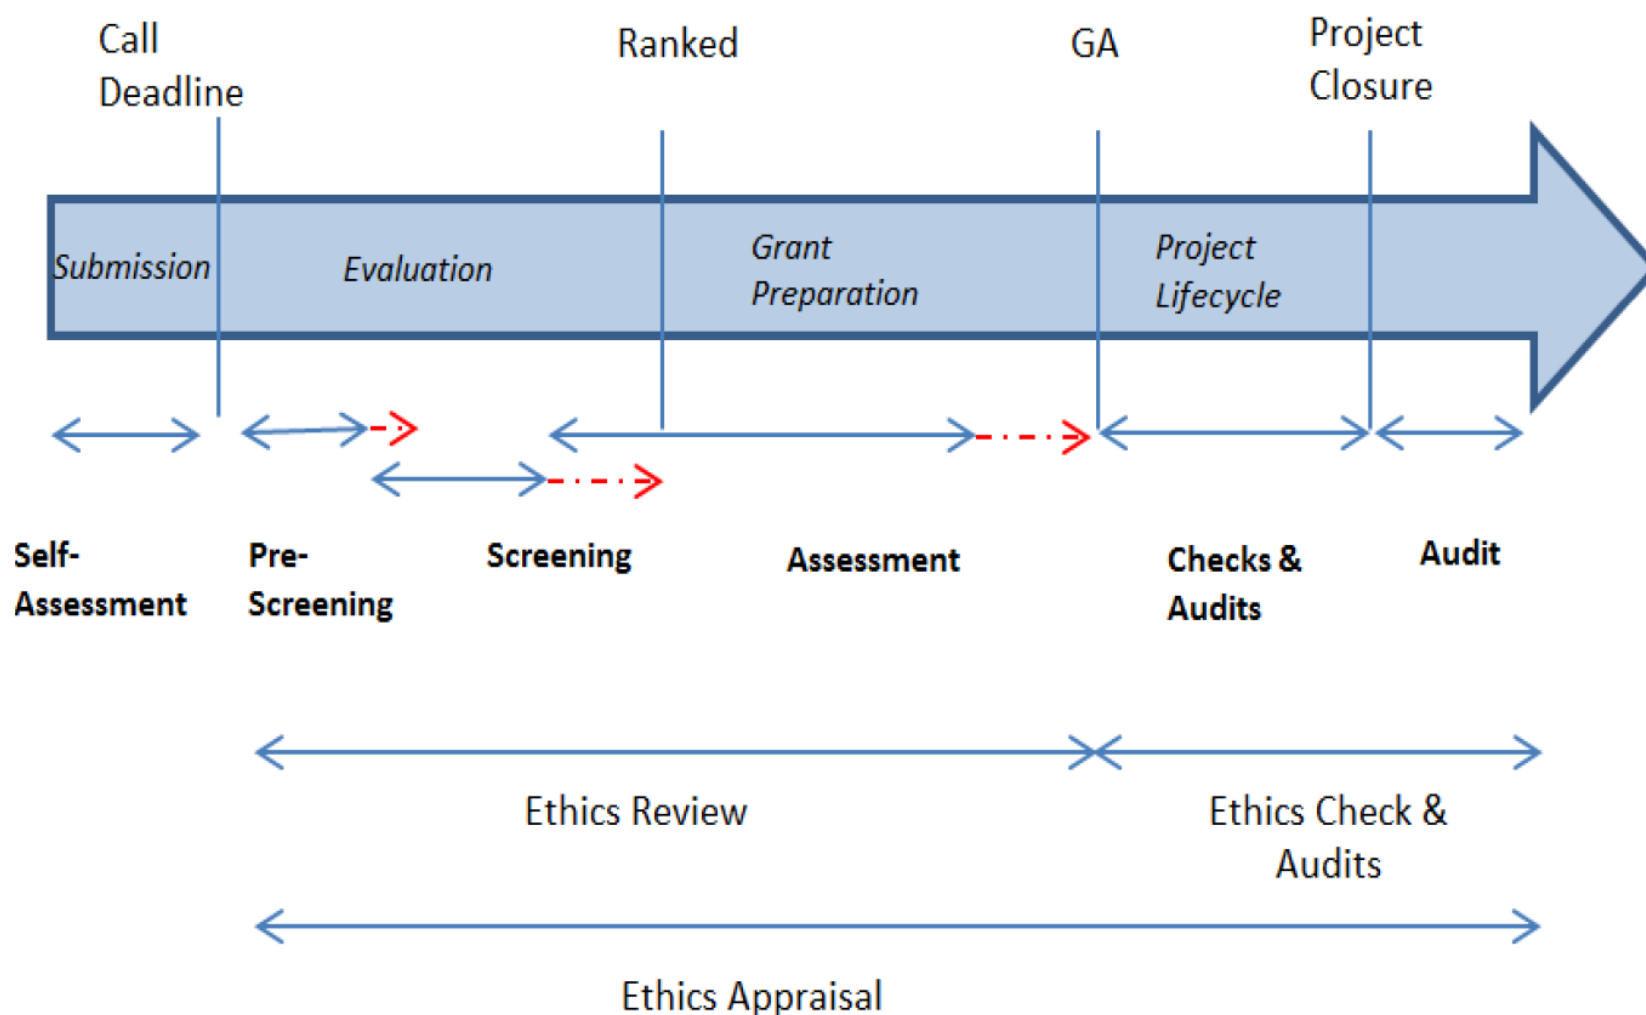 Call
Deadline
Ranked
GA
Project
Closure
Submission
Evaluation
Grant
Preparation
Project
Lifecycle
Self-
Assessment
Pre-
Screening
Screening
Assessment
Checks &
Audits
Audit
Ethics Review
Ethics Check &
Audits
Ethics Appraisal